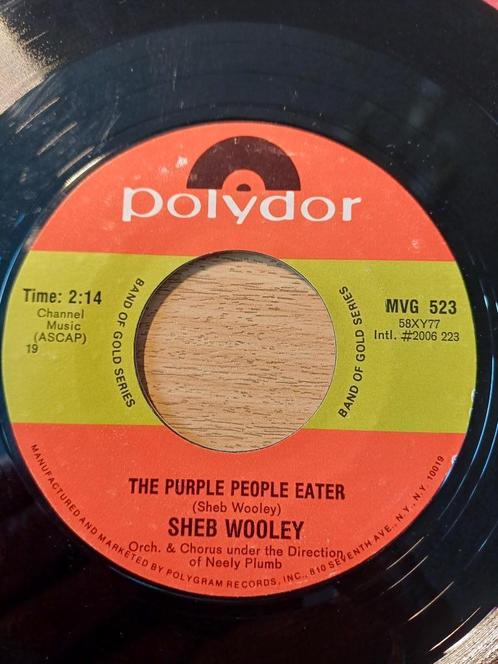 polydor
Time: 2:14
Channel
Music
(ASCAP)
19
BAND OF GOLD SERIES
BAND OF GOLD SERIES
MVG 523
58XY77
Intl. #2006 223
THE PURPLE PEOPLE EATER
(Sheb Wooley)
SHEB WOOLEY
Orch. & Chorus under the Direction
of Neely Plumb
MANUFACTURED AND MARKETED BY POLYGRAM RECORDS, INC., 810 SEVENTH AVE., N.Y., N.Y. 10019